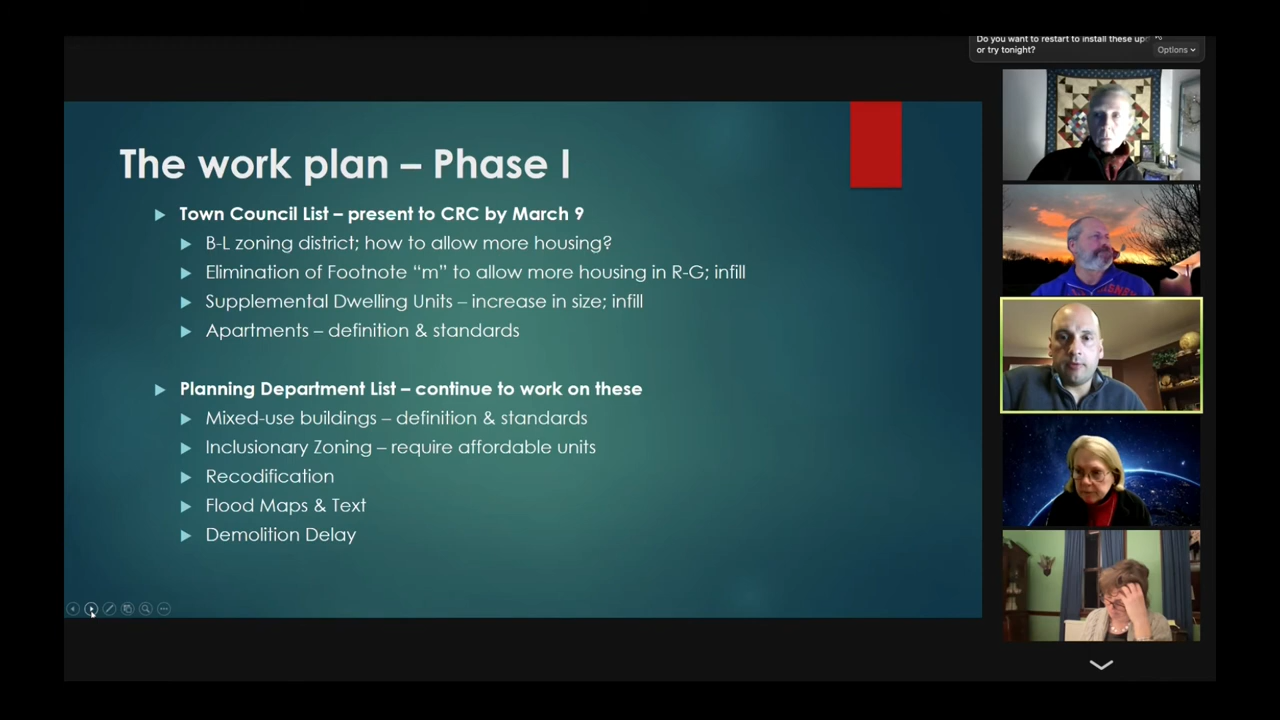 Do you want to restart to install these up
or try tonight?
Options
The work plan – Phase I
Town Council List – present to CRC by March 9
B-L zoning district; how to allow more housing?
Elimination of Footnote “m” to allow more housing in R-G; infill
Supplemental Dwelling Units – increase in size; infill
Apartments – definition & standards
Planning Department List – continue to work on these
Mixed-use buildings – definition & standards
Inclusionary Zoning – require affordable units
Recodification
Flood Maps & Text
Demolition Delay